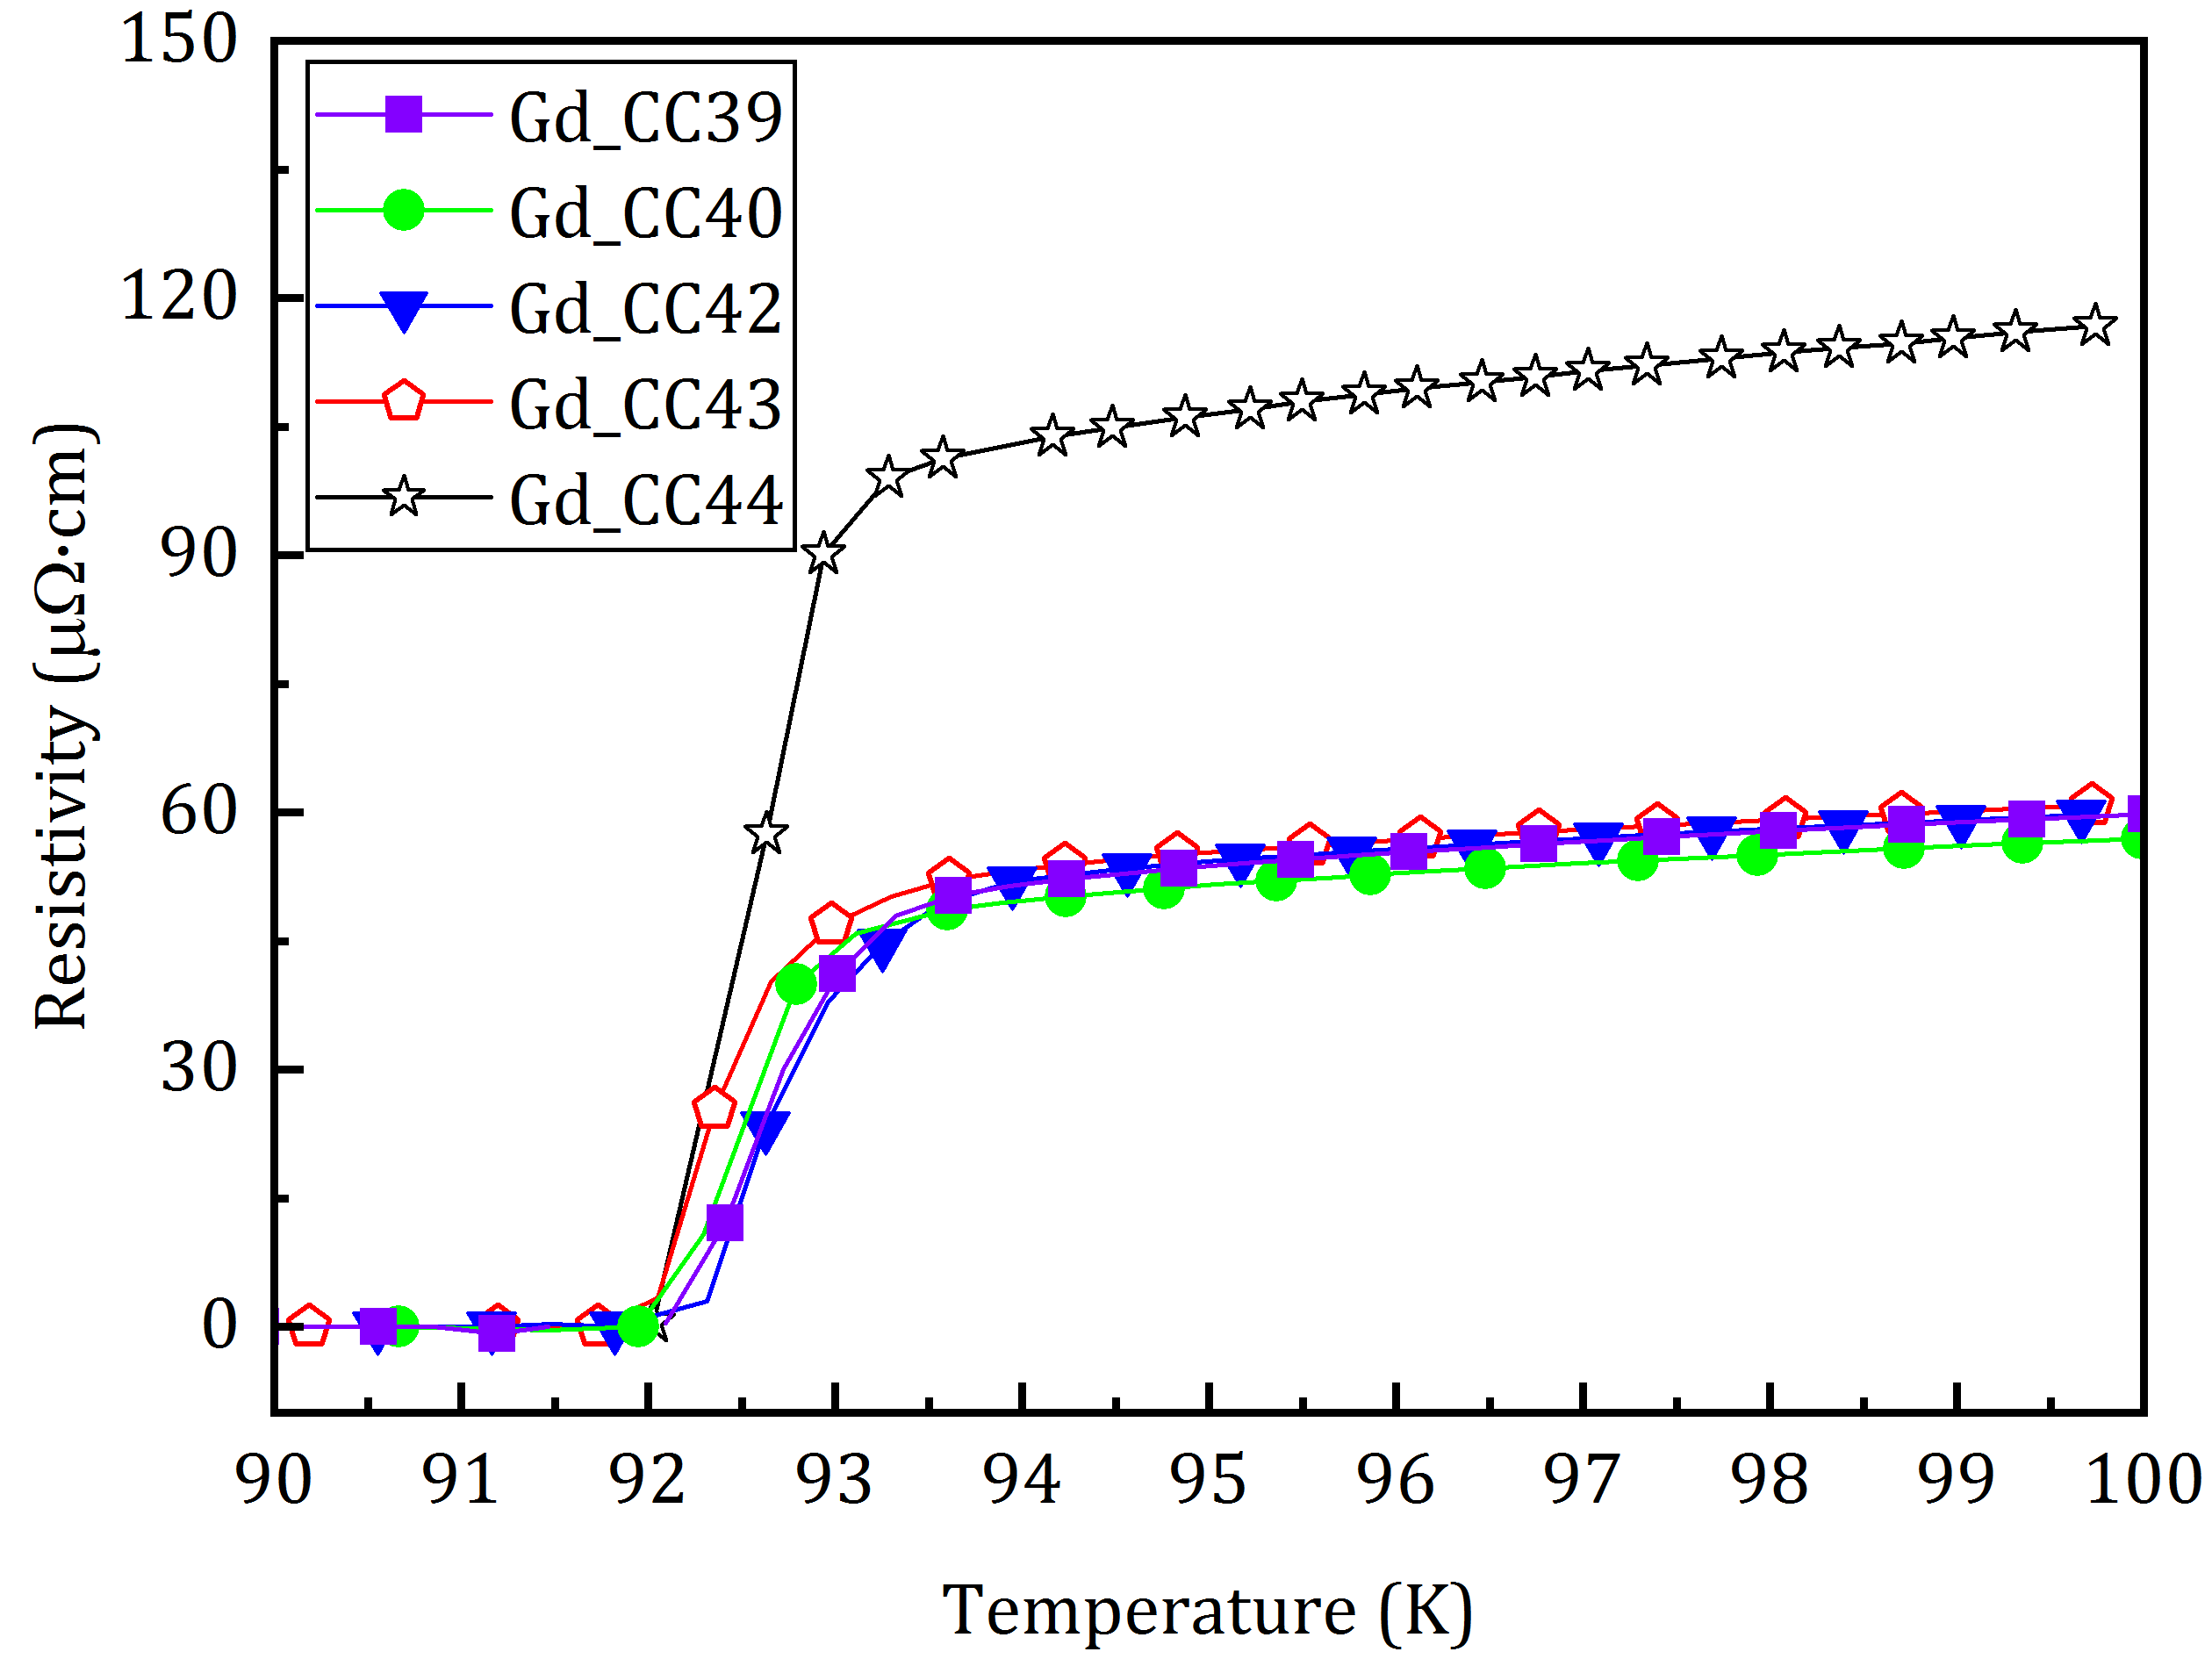 150
120
90
60
30
0
Resistivity (μΩ·cm)
Gd_CC39
Gd_CC40
Gd_CC42
Gd_CC43
Gd_CC44
90 91 92 93 94 95 96 97 98 99 100
Temperature (K)